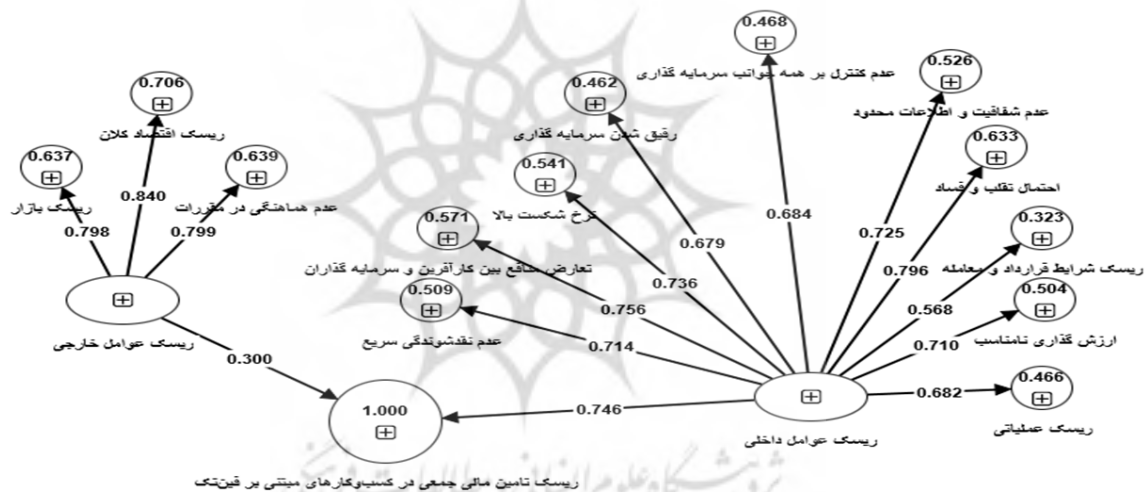 0.468
عدم کنترل بر همه جوانب سرمایه گذاری
0.526
عدم شفافیت و اطلاعات محدود
0.706
ریسک اقتصاد کلان
0.462
رقیق شدن سرمایه گذاری
0.633
احتمال تقلب و فساد
0.637
ریسک بازار
0.639
عدم هماهنگی در مقررات
0.541
نرخ شکست بالا
0.571
تعارض منافع بین کارآفرین و سرمایه گذاران
0.323
ریسک شرایط قرارداد و معامله
0.509
عدم نقدشوندگی سریع
0.504
ارزش گذاری نامناسب
0.466
ریسک عملیاتی
0.798
0.840
0.799
0.684
0.679
0.736
0.756
0.714
0.725
0.796
0.568
0.710
0.682
ریسک عوامل خارجی
0.300
0.746
ریسک عوامل داخلی
1.000
ریسک تامین مالی جمعی در کسب‌وکارهای مبتنی بر فین‌تک